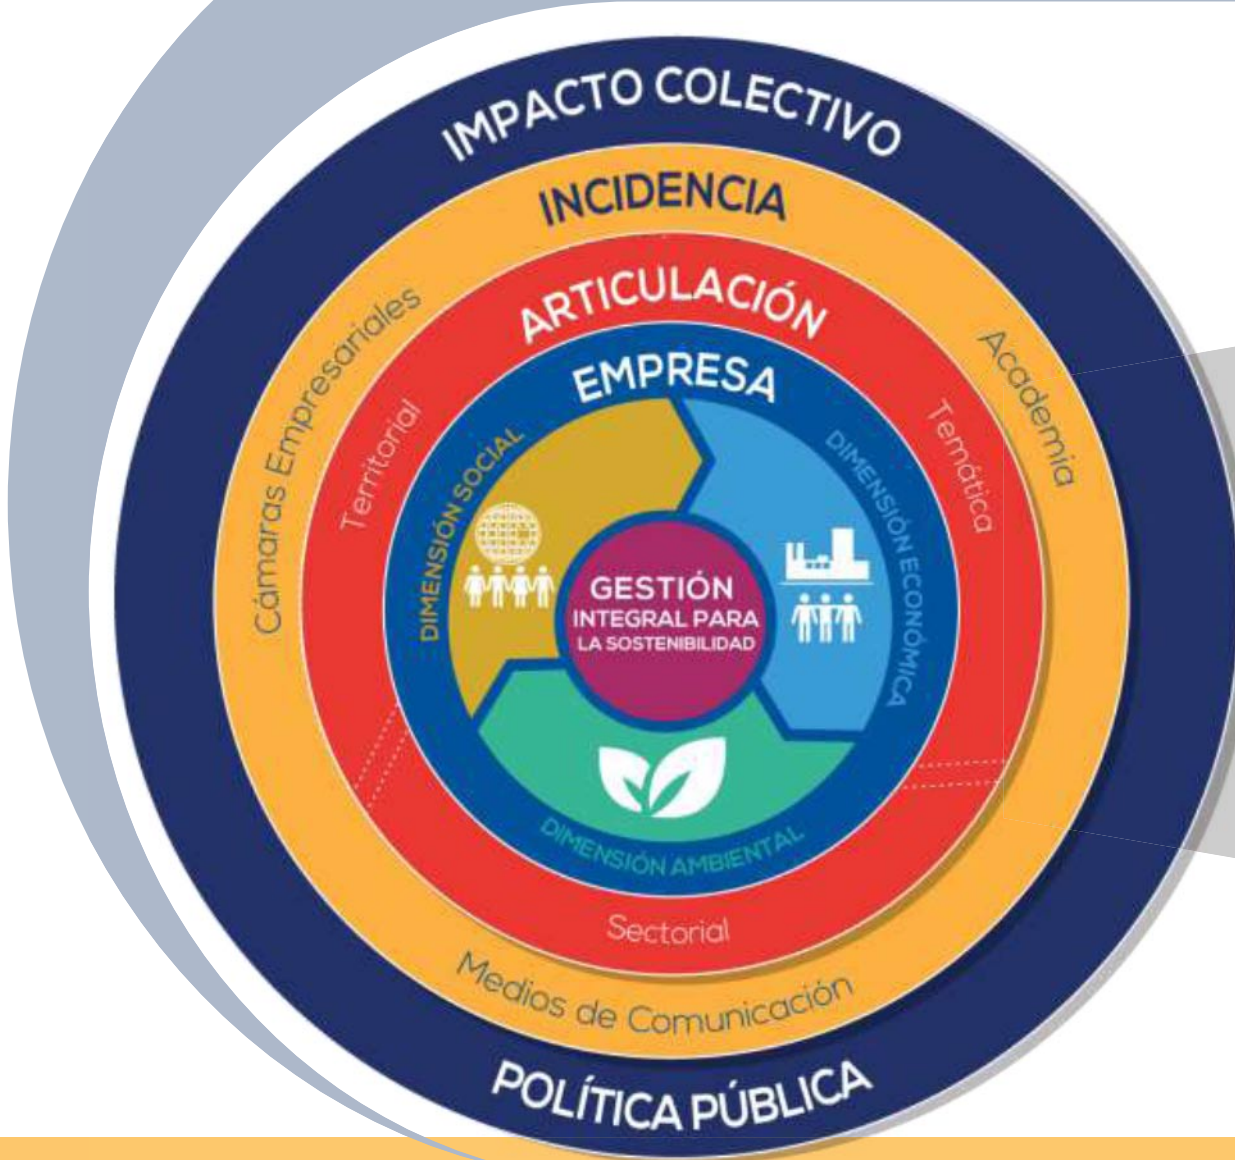 IMPACTO COLECTIVO
INCIDENCIA
Cámaras Empresariales
Academia
ARTICULACIÓN
Territorial
Temática
EMPRESA
DIMENSIÓN SOCIAL
DIMENSIÓN ECONÓMICA
GESTIÓN
INTEGRAL PARA
LA SOSTENIBILIDAD
DIMENSIÓN AMBIENTAL
Sectorial
Medios de Comunicación
POLÍTICA PÚBLICA